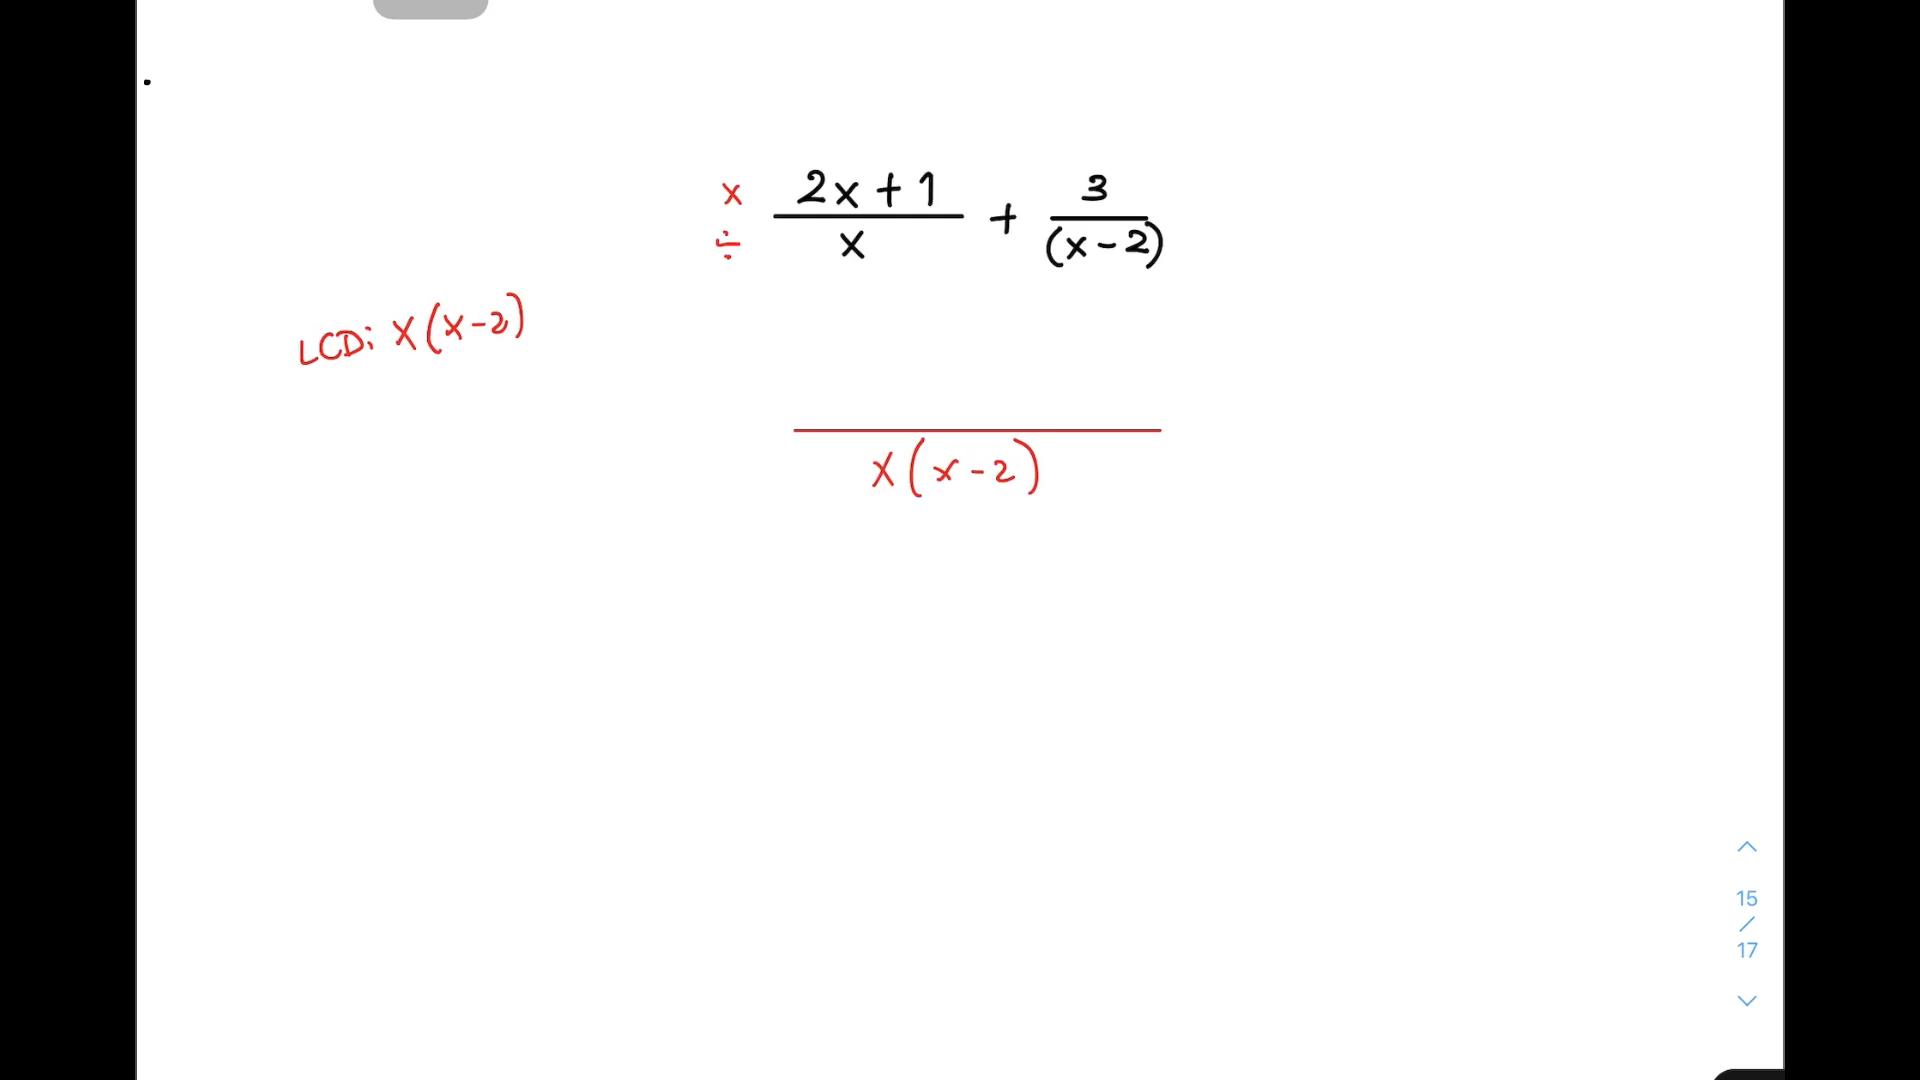 × 2x + 1 / x + 3 / (x - 2)
÷
LCD: x(x-2)
x(x-2)
15
/
17